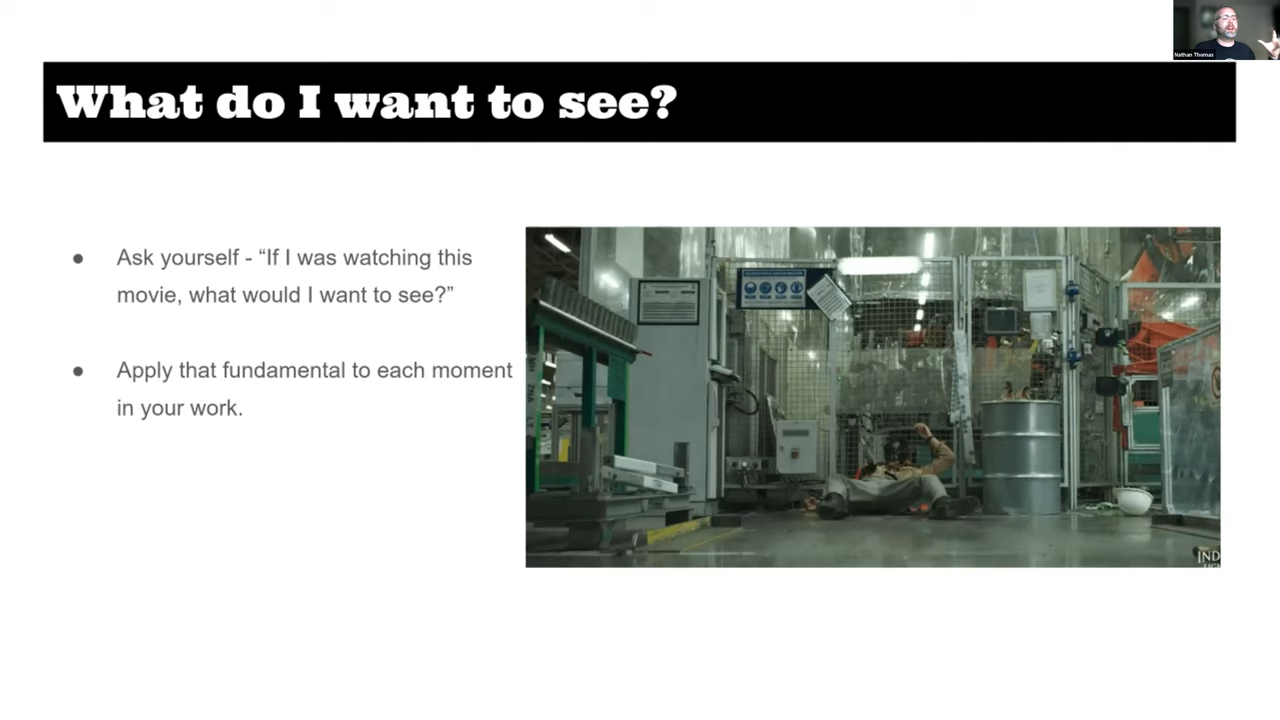 Nathan Thomas
What do I want to see?
● Ask yourself - “If I was watching this
movie, what would I want to see?”
● Apply that fundamental to each moment
in your work.
IND